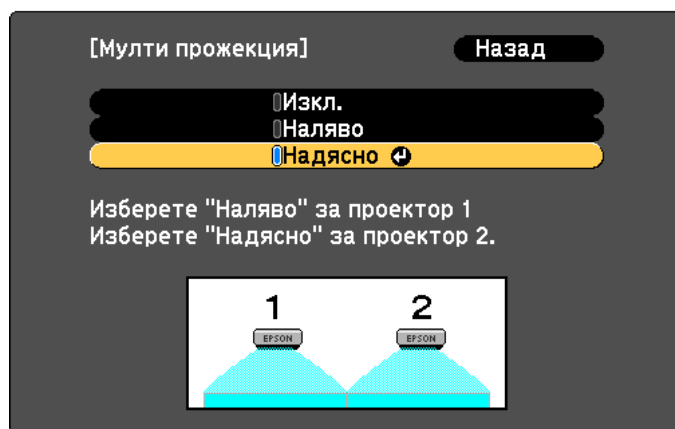 [Мулти прожекция] Назад
Изкл.
Наляво
Надясно
Изберете "Наляво" за проектор 1
Изберете "Надясно" за проектор 2.
1 2
EPSON EPSON